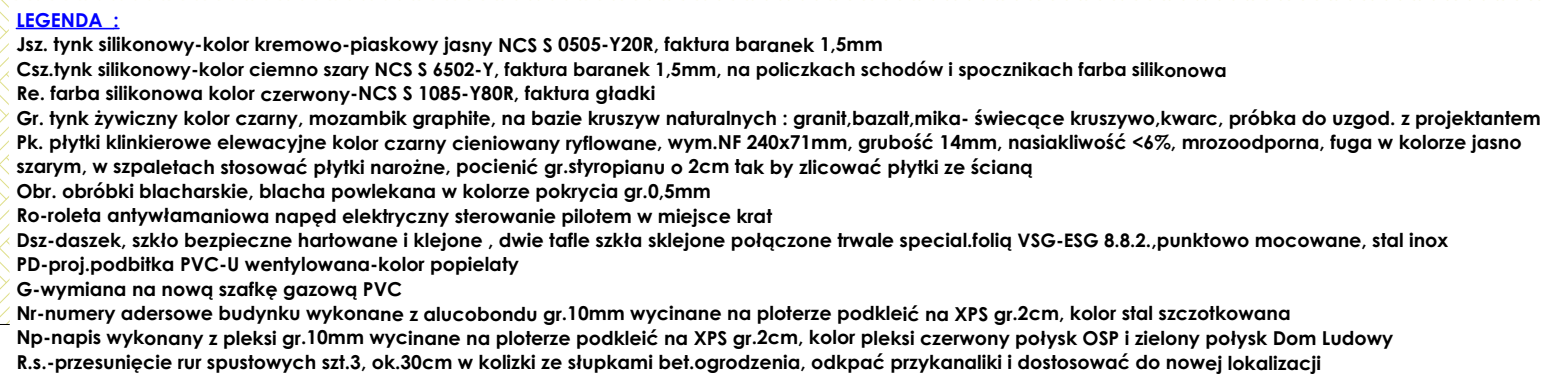 LEGENDA :
Jsz. tynk silikonowy-kolor kremowo-piaskowy jasny NCS S 0505-Y20R, faktura baranek 1,5mm
Csz.tynk silikonowy-kolor ciemno szary NCS S 6502-Y, faktura baranek 1,5mm, na policzkach schodów i spocznikach farba silikonowa
Re. farba silikonowa kolor czerwony-NCS S 1085-Y80R, faktura gładki
Gr. tynk żywiczny kolor czarny, mozambik graphite, na bazie kruszyw naturalnych : granit,bazalt,mika- świecące kruszywo,kwarc, próbka do uzgod. z projektantem
Pk. płytki klinkierowe elewacyjne kolor czarny cieniowany ryflowane, wym.NF 240x71mm, grubość 14mm, nasiakliwość <6%, mrozoodporna, fuga w kolorze jasno
szarym, w szpaletach stosować płytki narożne, pocienić gr.styropianu o 2cm tak by zlicować płytki ze ścianą
Obr. obróbki blacharskie, blacha powlekana w kolorze pokrycia gr.0,5mm
Ro-roleta antywłamaniowa napęd elektryczny sterowanie pilotem w miejsce krat
Dsz-daszek, szkło bezpieczne hartowane i klejone , dwie tafle szkła sklejone połączone trwale special.folią VSG-ESG 8.8.2.,punktowo mocowane, stal inox
PD-proj.podbitka PVC-U wentylowana-kolor popielaty
G-wymiana na nową szafkę gazową PVC
Nr-numery adersowe budynku wykonane z alucobondu gr.10mm wycinane na ploterze podkleić na XPS gr.2cm, kolor stal szczotkowana
Np-napis wykonany z pleksi gr.10mm wycinane na ploterze podkleić na XPS gr.2cm, kolor pleksi czerwony połysk OSP i zielony połysk Dom Ludowy
R.s.-przesunięcie rur spustowych szt.3, ok.30cm w kolizki ze słupkami bet.ogrodzenia, odkpać przykanaliki i dostosować do nowej lokalizacji